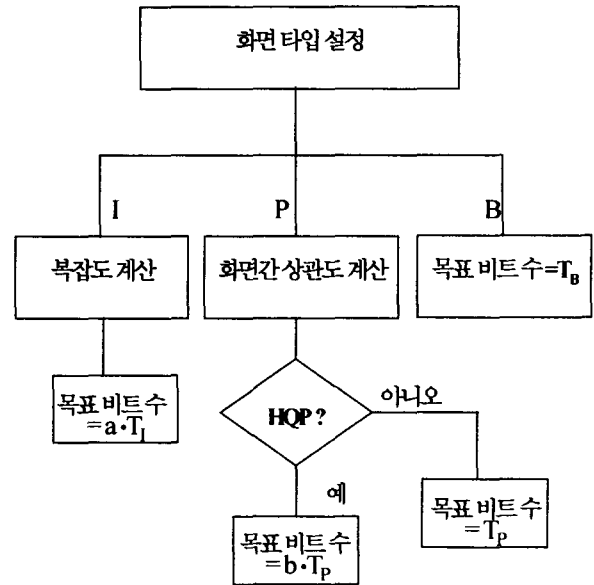 화면 타입 설정
I
P
B
복잡도 계산
화면간 상관도 계산
목표 비트 수=T_B
목표 비트 수
=a·T_I
HQP ?
아니오
예
목표 비트 수
=T_P
목표 비트 수
=b·T_P